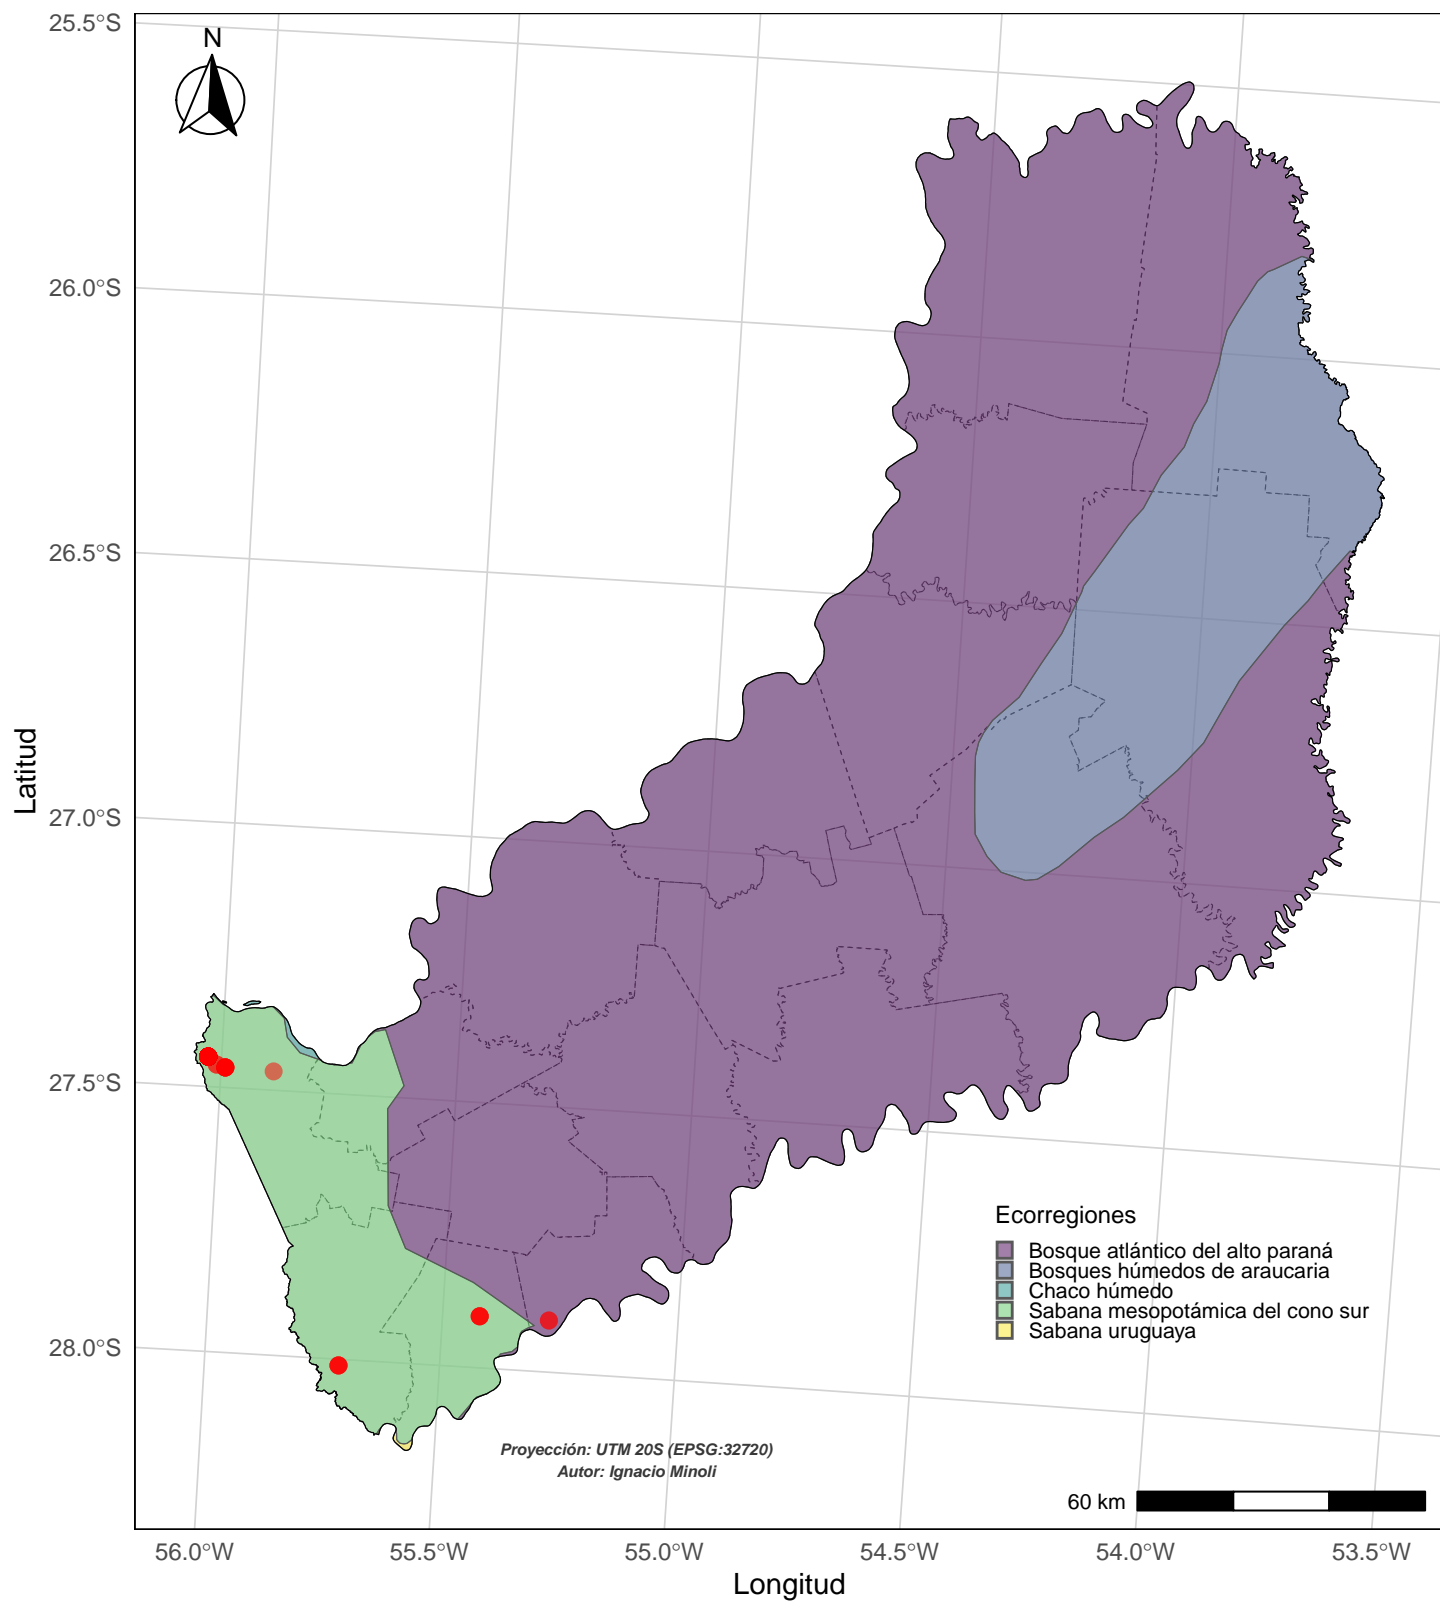 N
25.5°S
26.0°S
26.5°S
27.0°S
27.5°S
28.0°S
Latitud
Ecorregiones
Bosque atlántico del alto paraná
Bosques húmedos de araucaria
Chaco húmedo
Sabana mesopotámica del cono sur
Sabana uruguaya
Proyección: UTM 20S (EPSG:32720)
Autor: Ignacio Minoli
60 km
56.0°W
55.5°W
55.0°W
54.5°W
54.0°W
53.5°W
Longitud